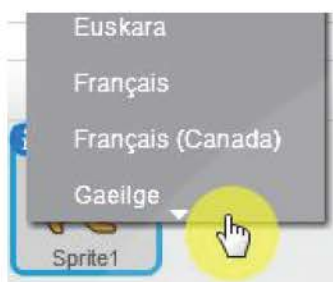 Euskara
Français
Français (Canada)
Gaeilge
Sprite1